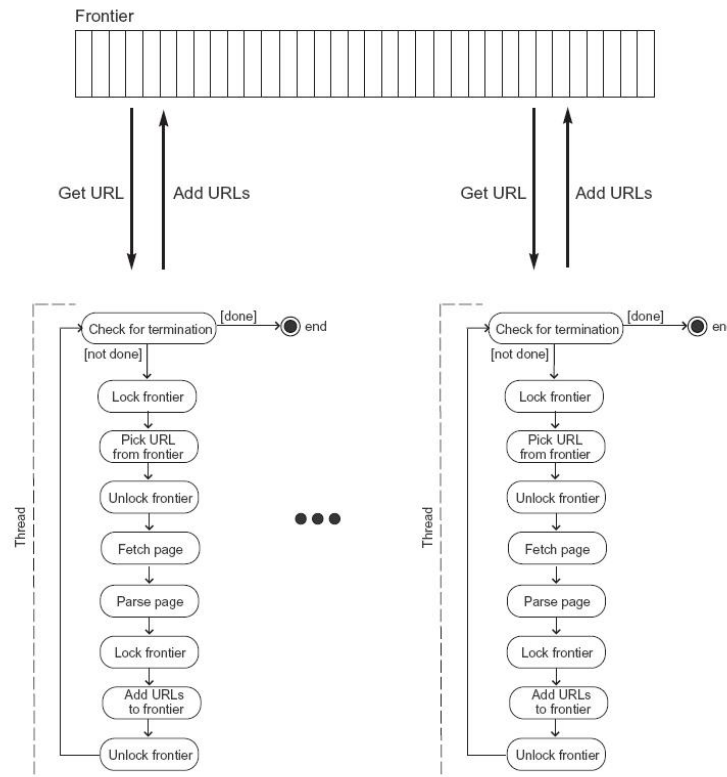 Frontier
Get URL
Add URLs
Get URL
Add URLs
Check for termination
[done]
end
[not done]
Lock frontier
Pick URL
from frontier
Unlock frontier
Fetch page
Parse page
Lock frontier
Add URLs
to frontier
Unlock frontier
Thread
Check for termination
[done]
en
[not done]
Lock frontier
Pick URL
from frontier
Unlock frontier
Fetch page
Parse page
Lock frontier
Add URLs
to frontier
Unlock frontier
Thread